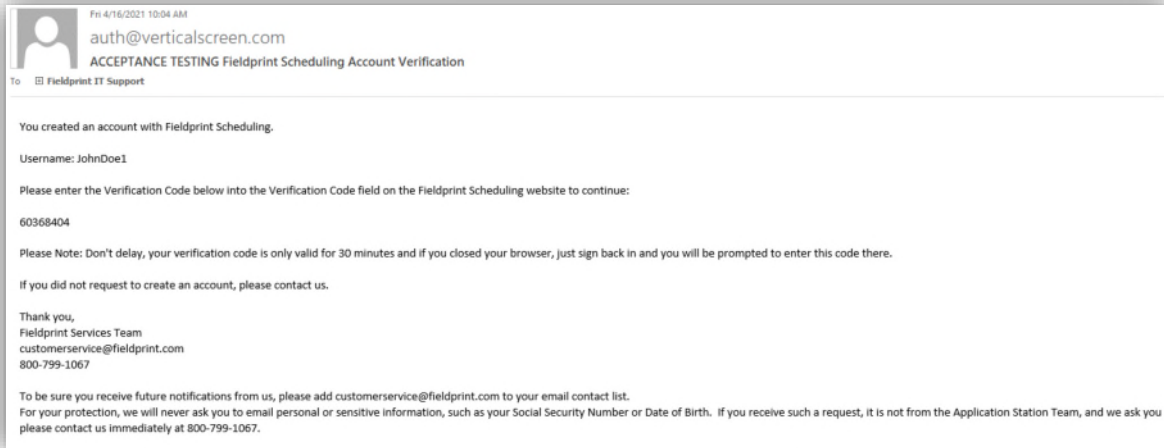 Fri 4/16/2021 10:04 AM
auth@verticalscreen.com
ACCEPTANCE TESTING Fieldprint Scheduling Account Verification
To Fieldprint IT Support
You created an account with Fieldprint Scheduling.
Username: JohnDoe1
Please enter the Verification Code below into the Verification Code field on the Fieldprint Scheduling website to continue:
60368404
Please Note: Don't delay, your verification code is only valid for 30 minutes and if you closed your browser, just sign back in and you will be prompted to enter this code there.
If you did not request to create an account, please contact us.
Thank you,
Fieldprint Services Team
customerservice@fieldprint.com
800-799-1067
To be sure you receive future notifications from us, please add customerservice@fieldprint.com to your email contact list.
For your protection, we will never ask you to email personal or sensitive information, such as your Social Security Number or Date of Birth.  If you receive such a request, it is not from the Application Station Team, and we ask you
please contact us immediately at 800-799-1067.